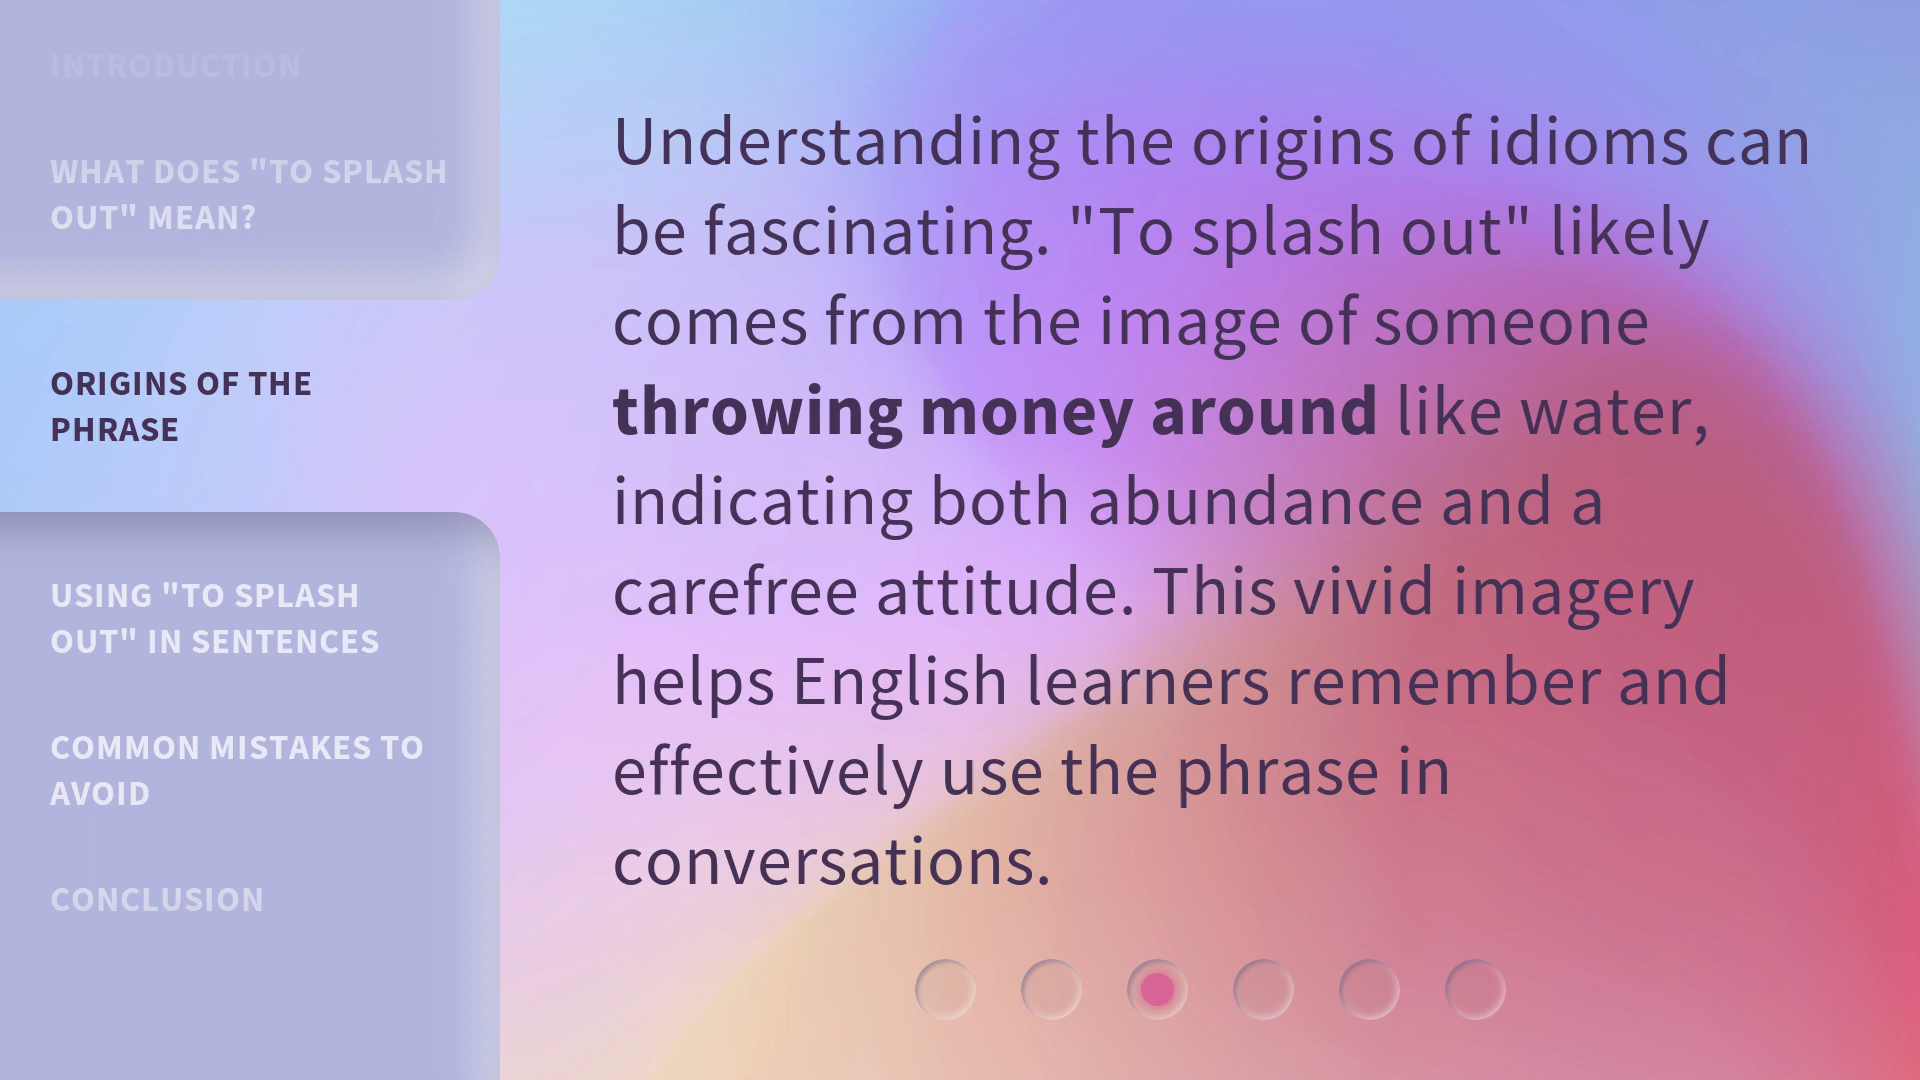 INTRODUCTION
WHAT DOES "TO SPLASH
OUT" MEAN?
ORIGINS OF THE
PHRASE
USING "TO SPLASH
OUT" IN SENTENCES
COMMON MISTAKES TO
AVOID
CONCLUSION
Understanding the origins of idioms can
be fascinating. "To splash out" likely
comes from the image of someone
throwing money around like water,
indicating both abundance and a
carefree attitude. This vivid imagery
helps English learners remember and
effectively use the phrase in
conversations.